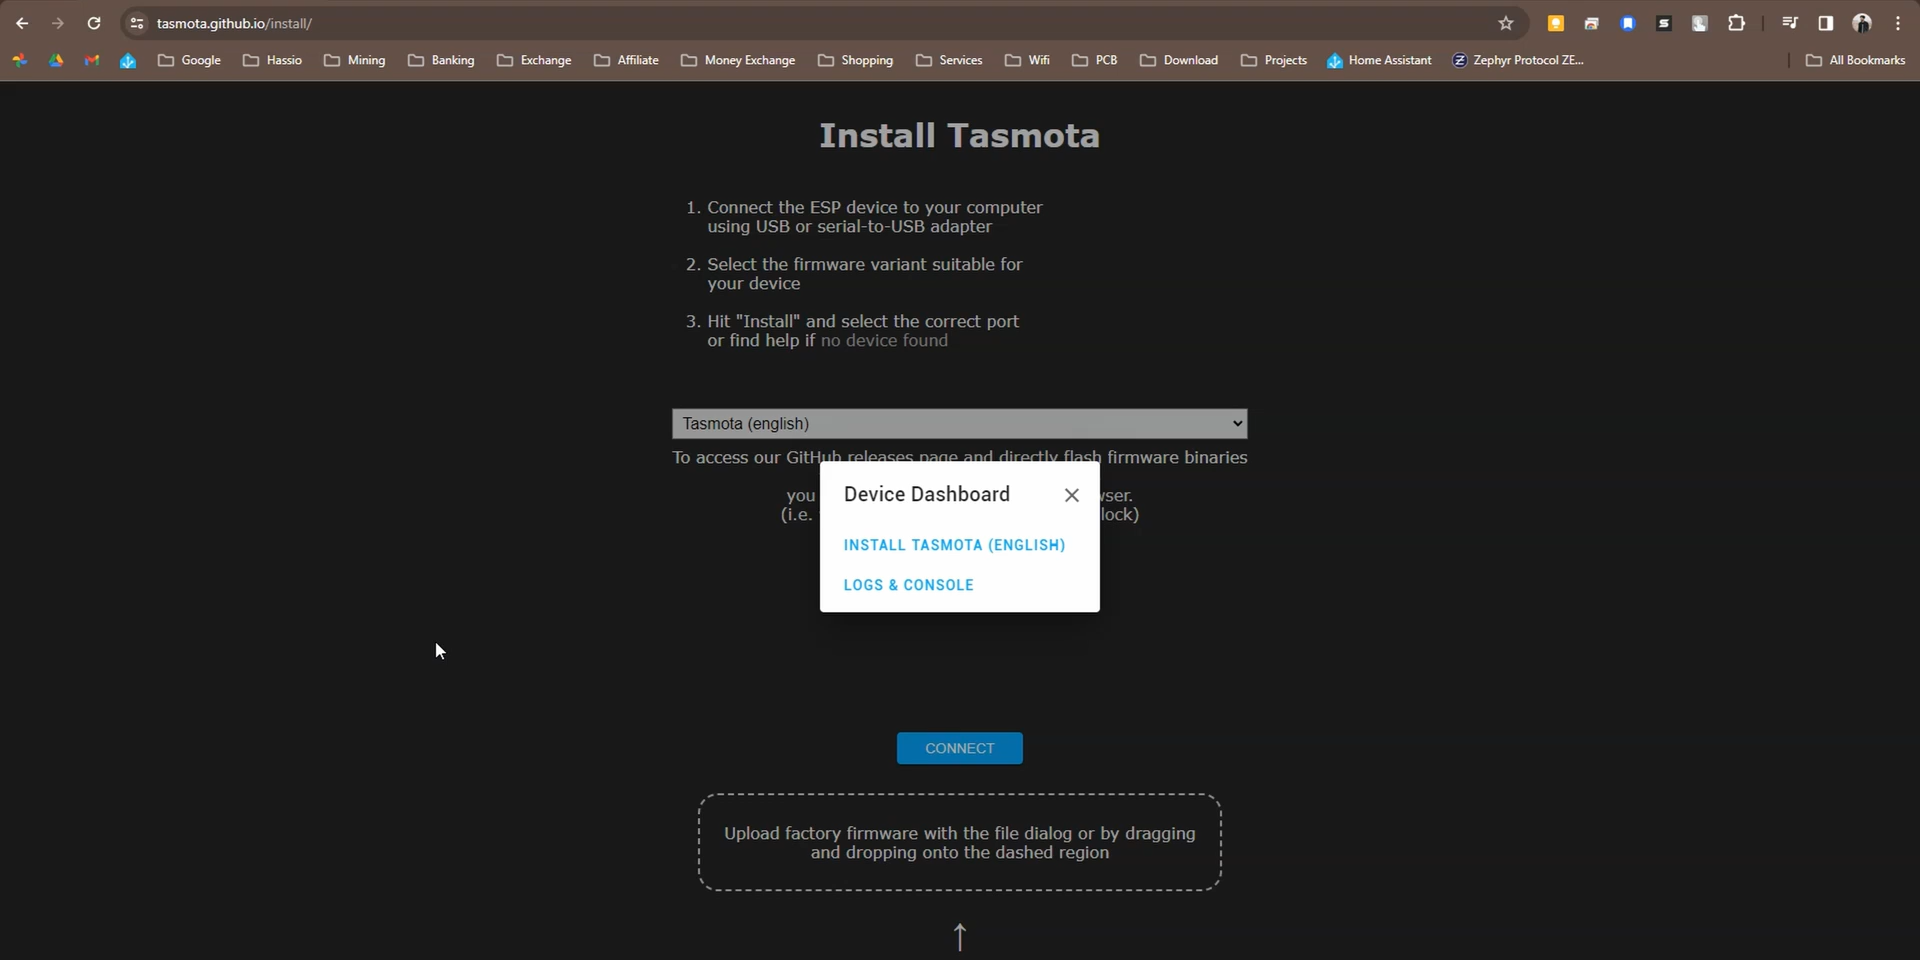 tasmota.github.io/install/
Google Hassio Mining Banking Exchange Affiliate Money Exchange Shopping Services Wifi PCB Download Projects Home Assistant Zephyr Protocol ZE... All Bookmarks
Install Tasmota
1. Connect the ESP device to your computer
using USB or serial-to-USB adapter
2. Select the firmware variant suitable for
your device
3. Hit "Install" and select the correct port
or find help if no device found
Tasmota (english)
To access our GitHub releases page and directly flash firmware binaries
you wser.
(i.e. lock)
Device Dashboard
INSTALL TASMOTA (ENGLISH)
LOGS & CONSOLE
CONNECT
Upload factory firmware with the file dialog or by dragging
and dropping onto the dashed region